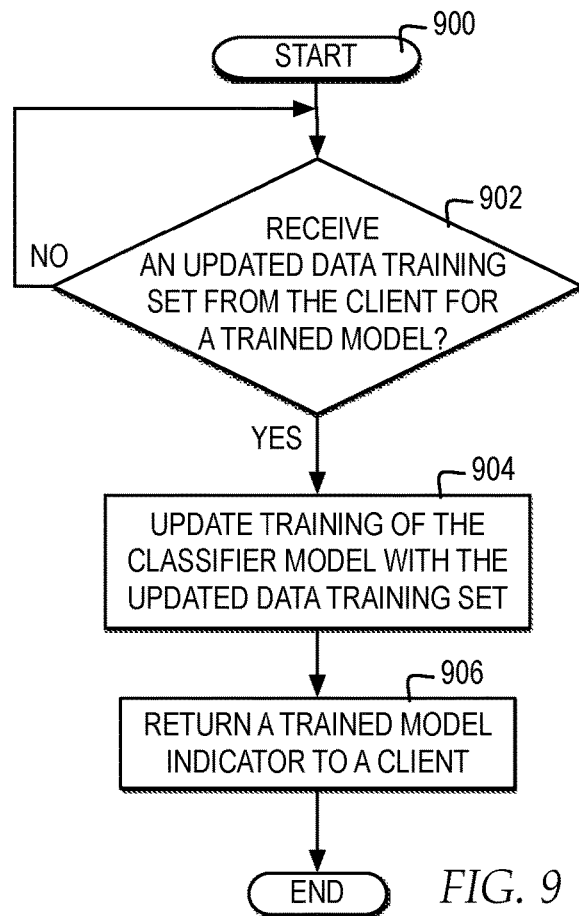 900
START
902
RECEIVE
AN UPDATED DATA TRAINING
SET FROM THE CLIENT FOR
A TRAINED MODEL?
NO
YES
904
UPDATE TRAINING OF THE
CLASSIFIER MODEL WITH THE
UPDATED DATA TRAINING SET
906
RETURN A TRAINED MODEL
INDICATOR TO A CLIENT
END
FIG. 9